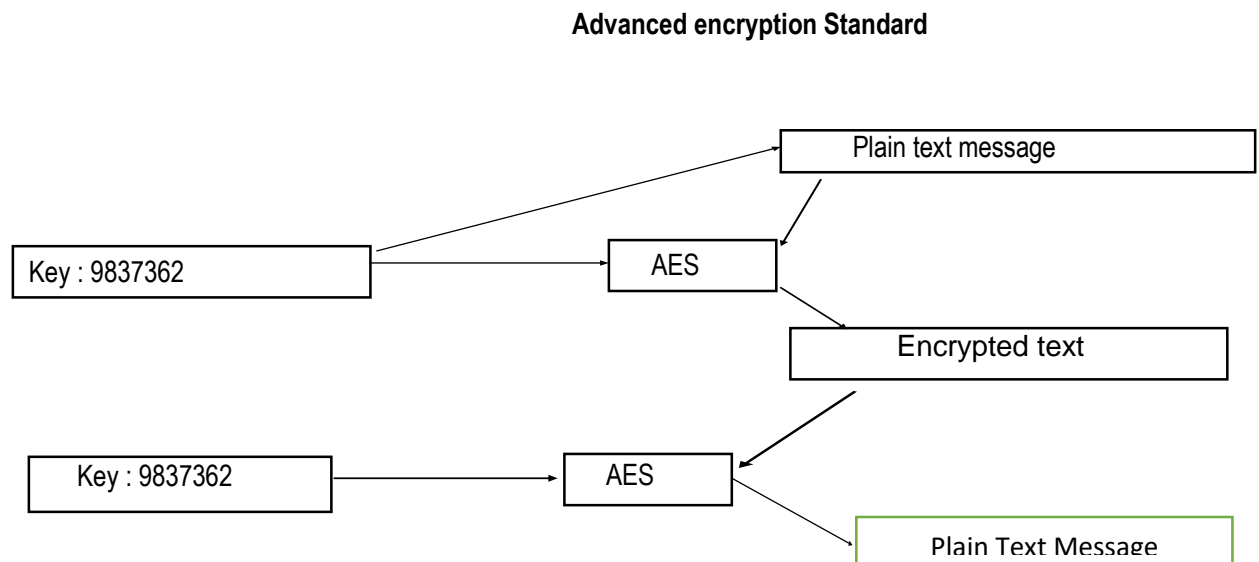 Advanced encryption Standard
Plain text message
Key : 9837362
AES
Encrypted text
Key : 9837362
AES
Plain Text Message